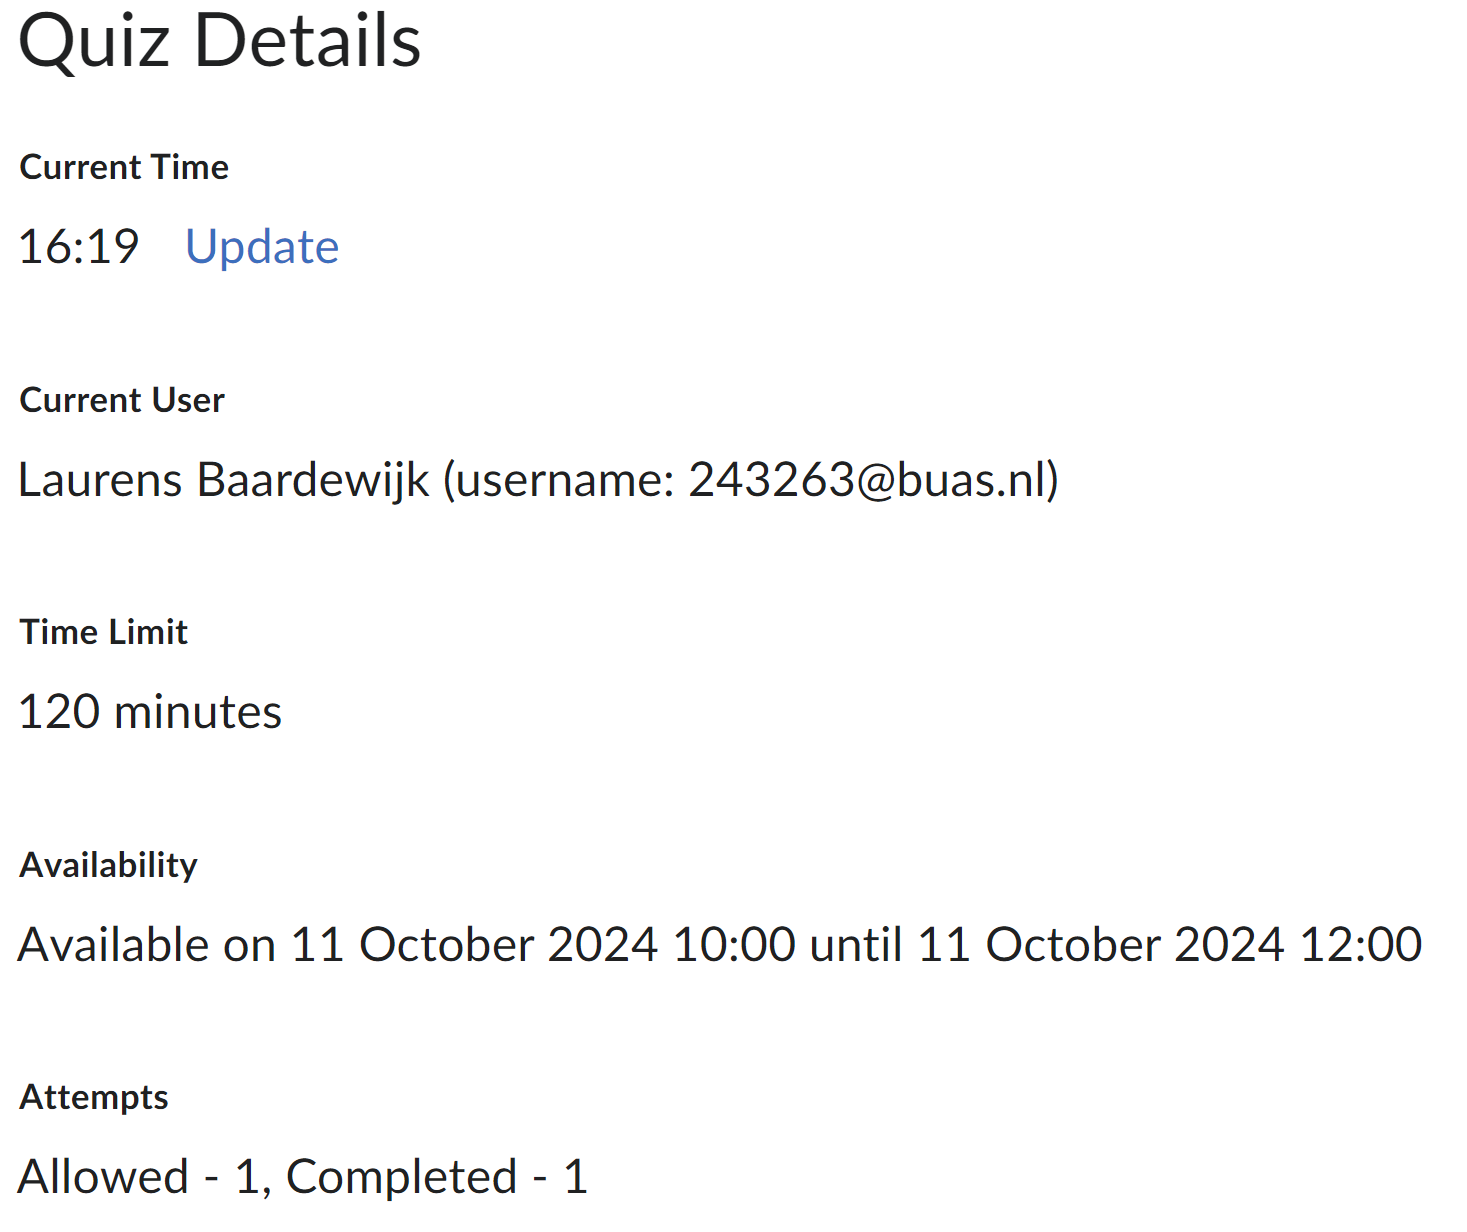 Quiz Details
Current Time
16:19 Update
Current User
Laurens Baardewijk (username: 243263@buas.nl)
Time Limit
120 minutes
Availability
Available on 11 October 2024 10:00 until 11 October 2024 12:00
Attempts
Allowed - 1, Completed - 1